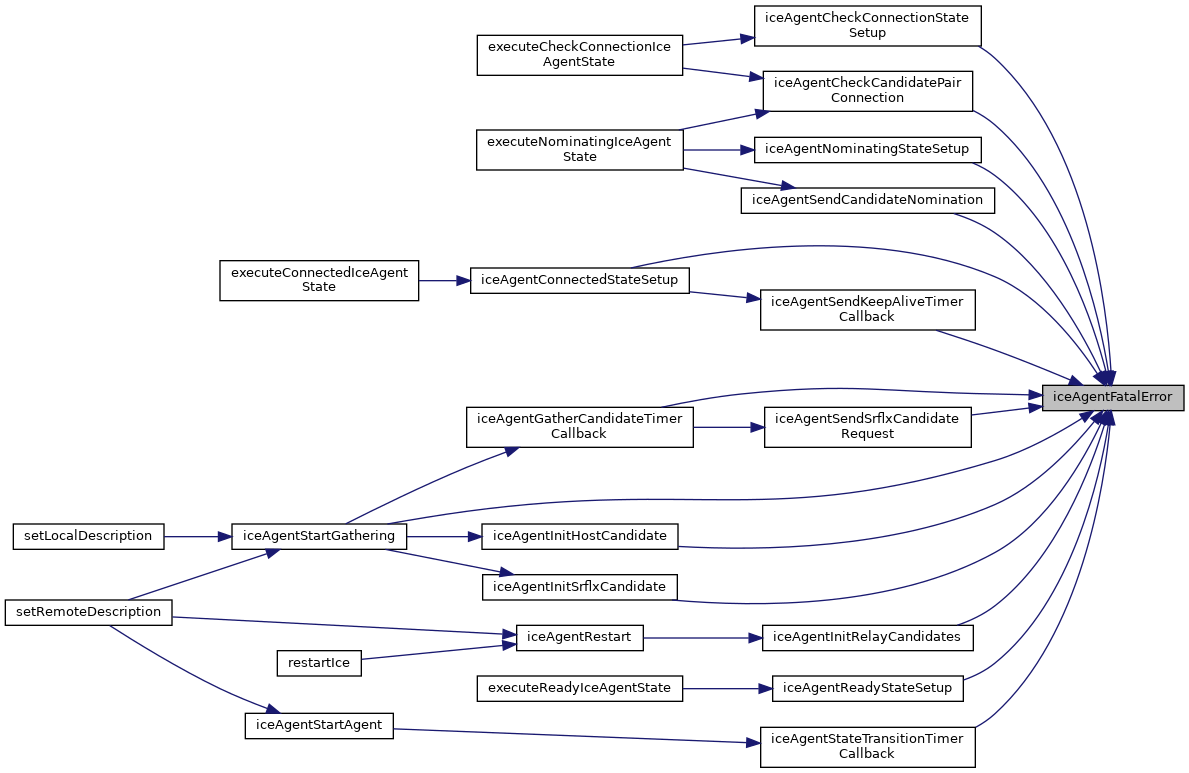 iceAgentCheckConnectionState
Setup
executeCheckConnectionIce
AgentState
iceAgentCheckCandidatePair
Connection
executeNominatingIceAgent
State
iceAgentNominatingStateSetup
iceAgentSendCandidateNomination
executeConnectedIceAgent
State
iceAgentConnectedStateSetup
iceAgentSendKeepAliveTimer
Callback
iceAgentFatalError
iceAgentGatherCandidateTimer
Callback
iceAgentSendSrflxCandidate
Request
setLocalDescription
iceAgentStartGathering
iceAgentInitHostCandidate
iceAgentInitSrflxCandidate
setRemoteDescription
iceAgentRestart
iceAgentInitRelayCandidates
restartIce
executeReadyIceAgentState
iceAgentReadyStateSetup
iceAgentStartAgent
iceAgentStateTransitionTimer
Callback